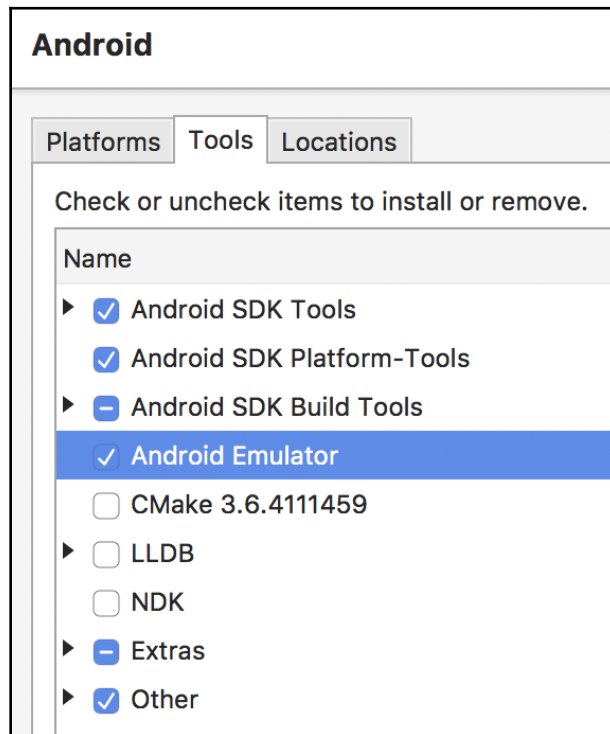 Android
Platforms
Tools
Locations
Check or uncheck items to install or remove.
Name
Android SDK Tools
Android SDK Platform-Tools
Android SDK Build Tools
Android Emulator
CMake 3.6.4111459
LLDB
NDK
Extras
Other